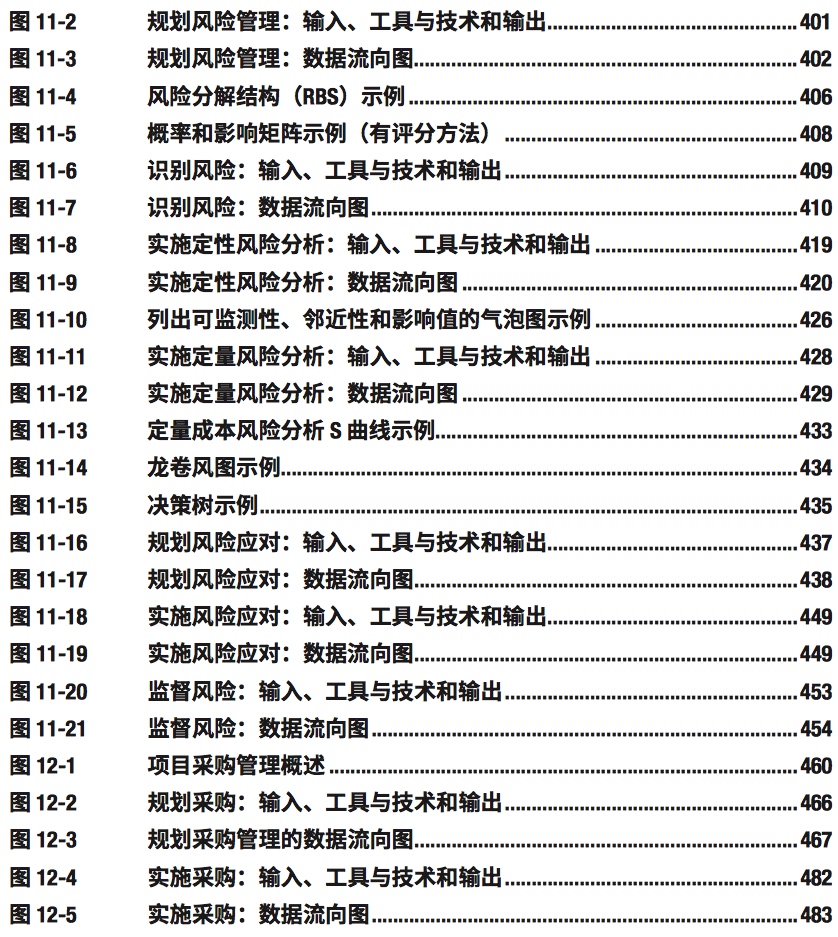 图 11-2 规划风险管理：输入、工具与技术和输出 401
图 11-3 规划风险管理：数据流向图 402
图 11-4 风险分解结构（RBS）示例 406
图 11-5 概率和影响矩阵示例（有评分方法） 408
图 11-6 识别风险：输入、工具与技术和输出 409
图 11-7 识别风险：数据流向图 410
图 11-8 实施定性风险分析：输入、工具与技术和输出 419
图 11-9 实施定性风险分析：数据流向图 420
图 11-10 列出可监测性、邻近性和影响值的气泡图示例 426
图 11-11 实施定量风险分析：输入、工具与技术和输出 428
图 11-12 实施定量风险分析：数据流向图 429
图 11-13 定量成本风险分析 S 曲线示例 433
图 11-14 龙卷风图示例 434
图 11-15 决策树示例 435
图 11-16 规划风险应对：输入、工具与技术和输出 437
图 11-17 规划风险应对：数据流向图 438
图 11-18 实施风险应对：输入、工具与技术和输出 449
图 11-19 实施风险应对：数据流向图 449
图 11-20 监督风险：输入、工具与技术和输出 453
图 11-21 监督风险：数据流向图 454
图 12-1 项目采购管理概述 460
图 12-2 规划采购：输入、工具与技术和输出 466
图 12-3 规划采购管理的数据流向图 467
图 12-4 实施采购：输入、工具与技术和输出 482
图 12-5 实施采购：数据流向图 483